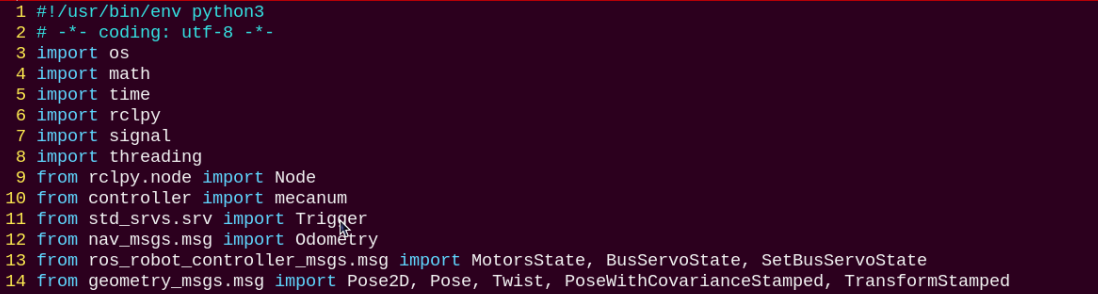 1 #!/usr/bin/env python3
2 # -*- coding: utf-8 -*-
3 import os
4 import math
5 import time
6 import rclpy
7 import signal
8 import threading
9 from rclpy.node import Node
10 from controller import mecanum
11 from std_srvs.srv import Trigger
12 from nav_msgs.msg import Odometry
13 from ros_robot_controller_msgs.msg import MotorsState, BusServoState, SetBusServoState
14 from geometry_msgs.msg import Pose2D, Pose, Twist, PoseWithCovarianceStamped, TransformStamped